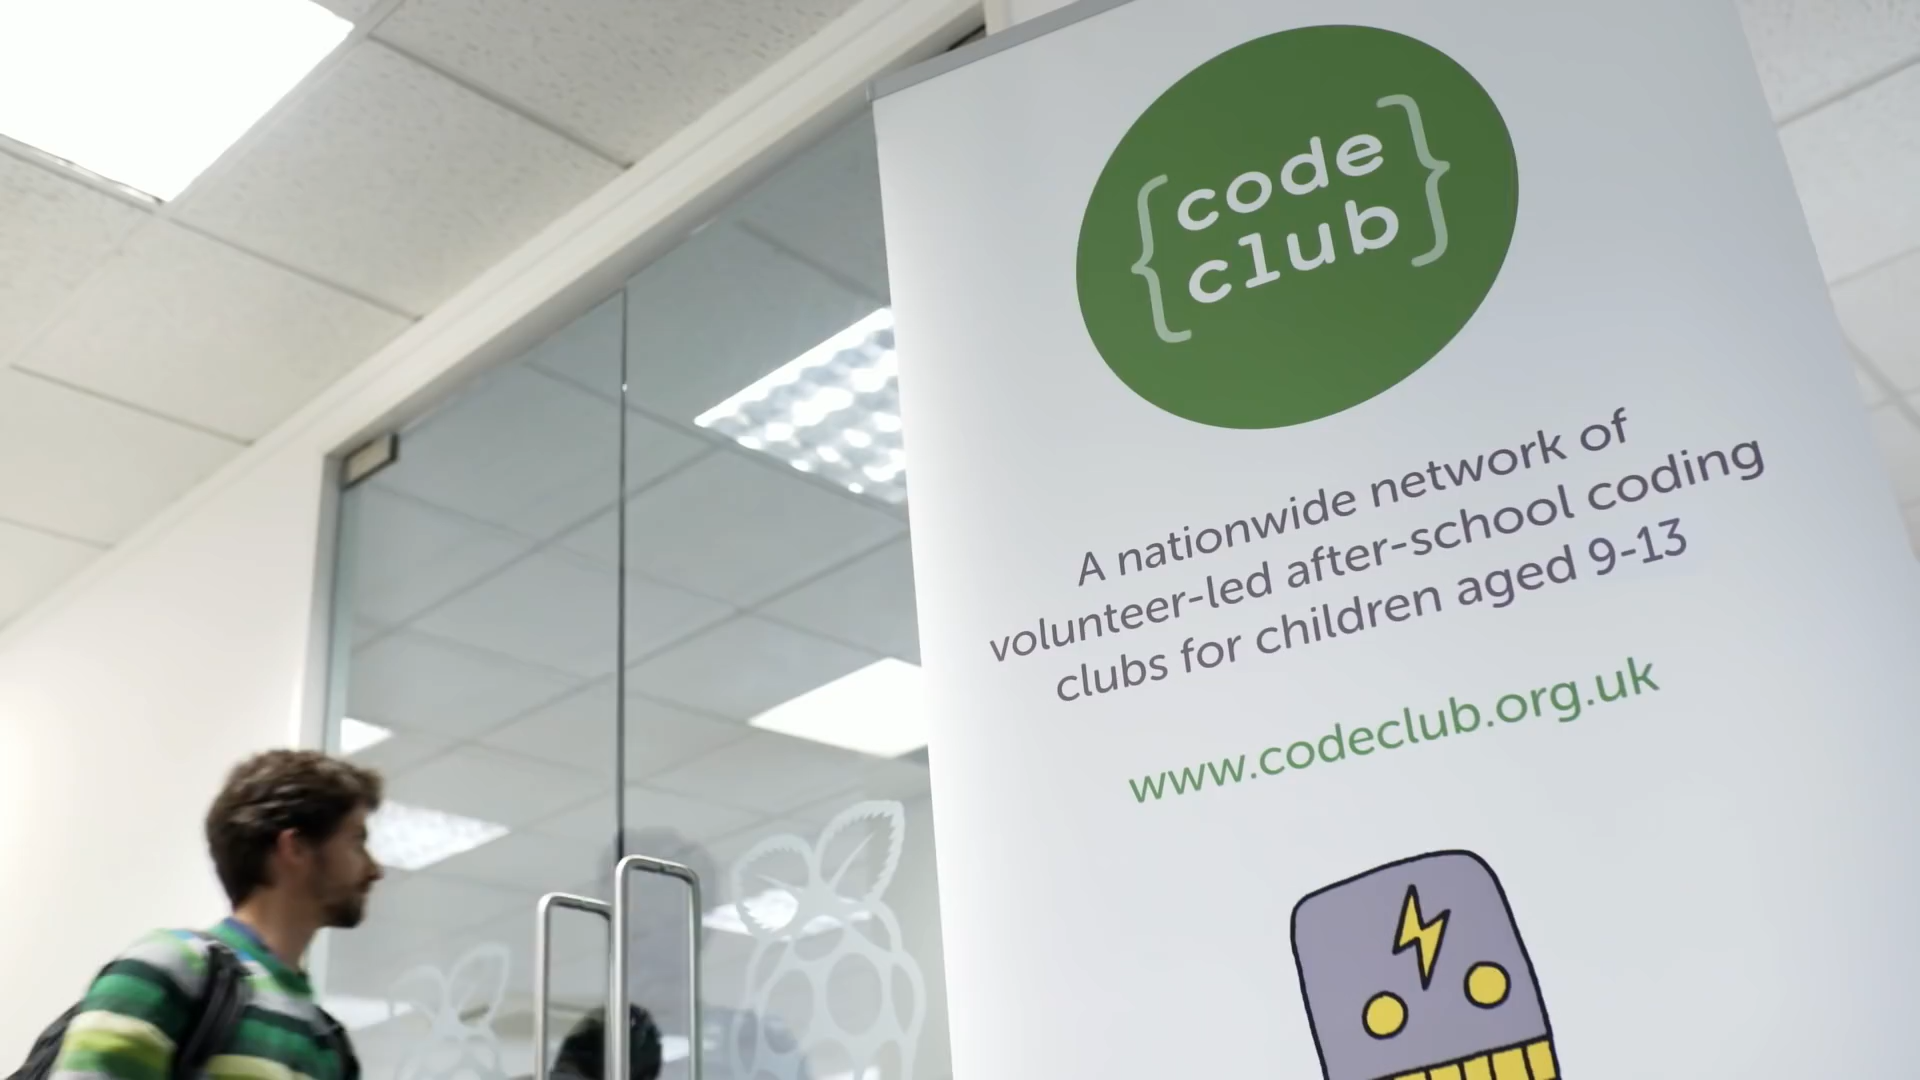 {code
club}
A nationwide network of
volunteer-led after-school coding
clubs for children aged 9-13
www.codeclub.org.uk